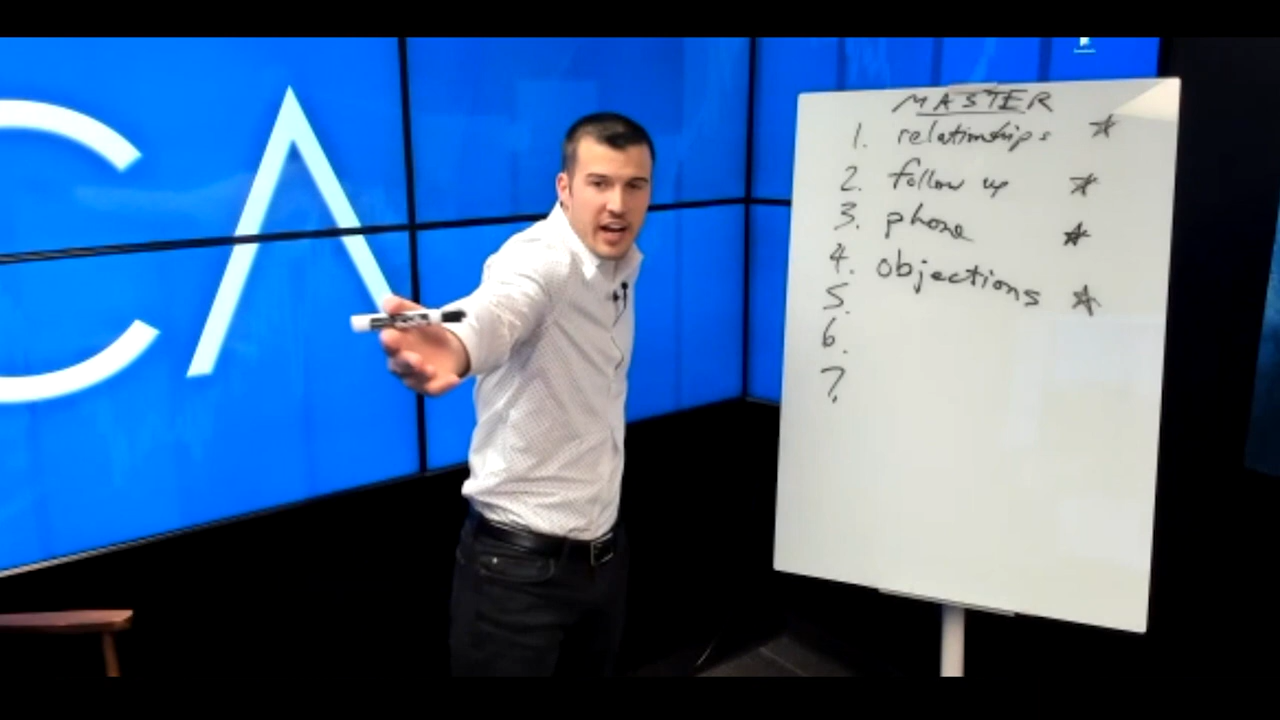 CA
MASTER
1. relationships ☆
2. follow up ☆
3. phone ☆
4. objections ☆
5.
6.
7.